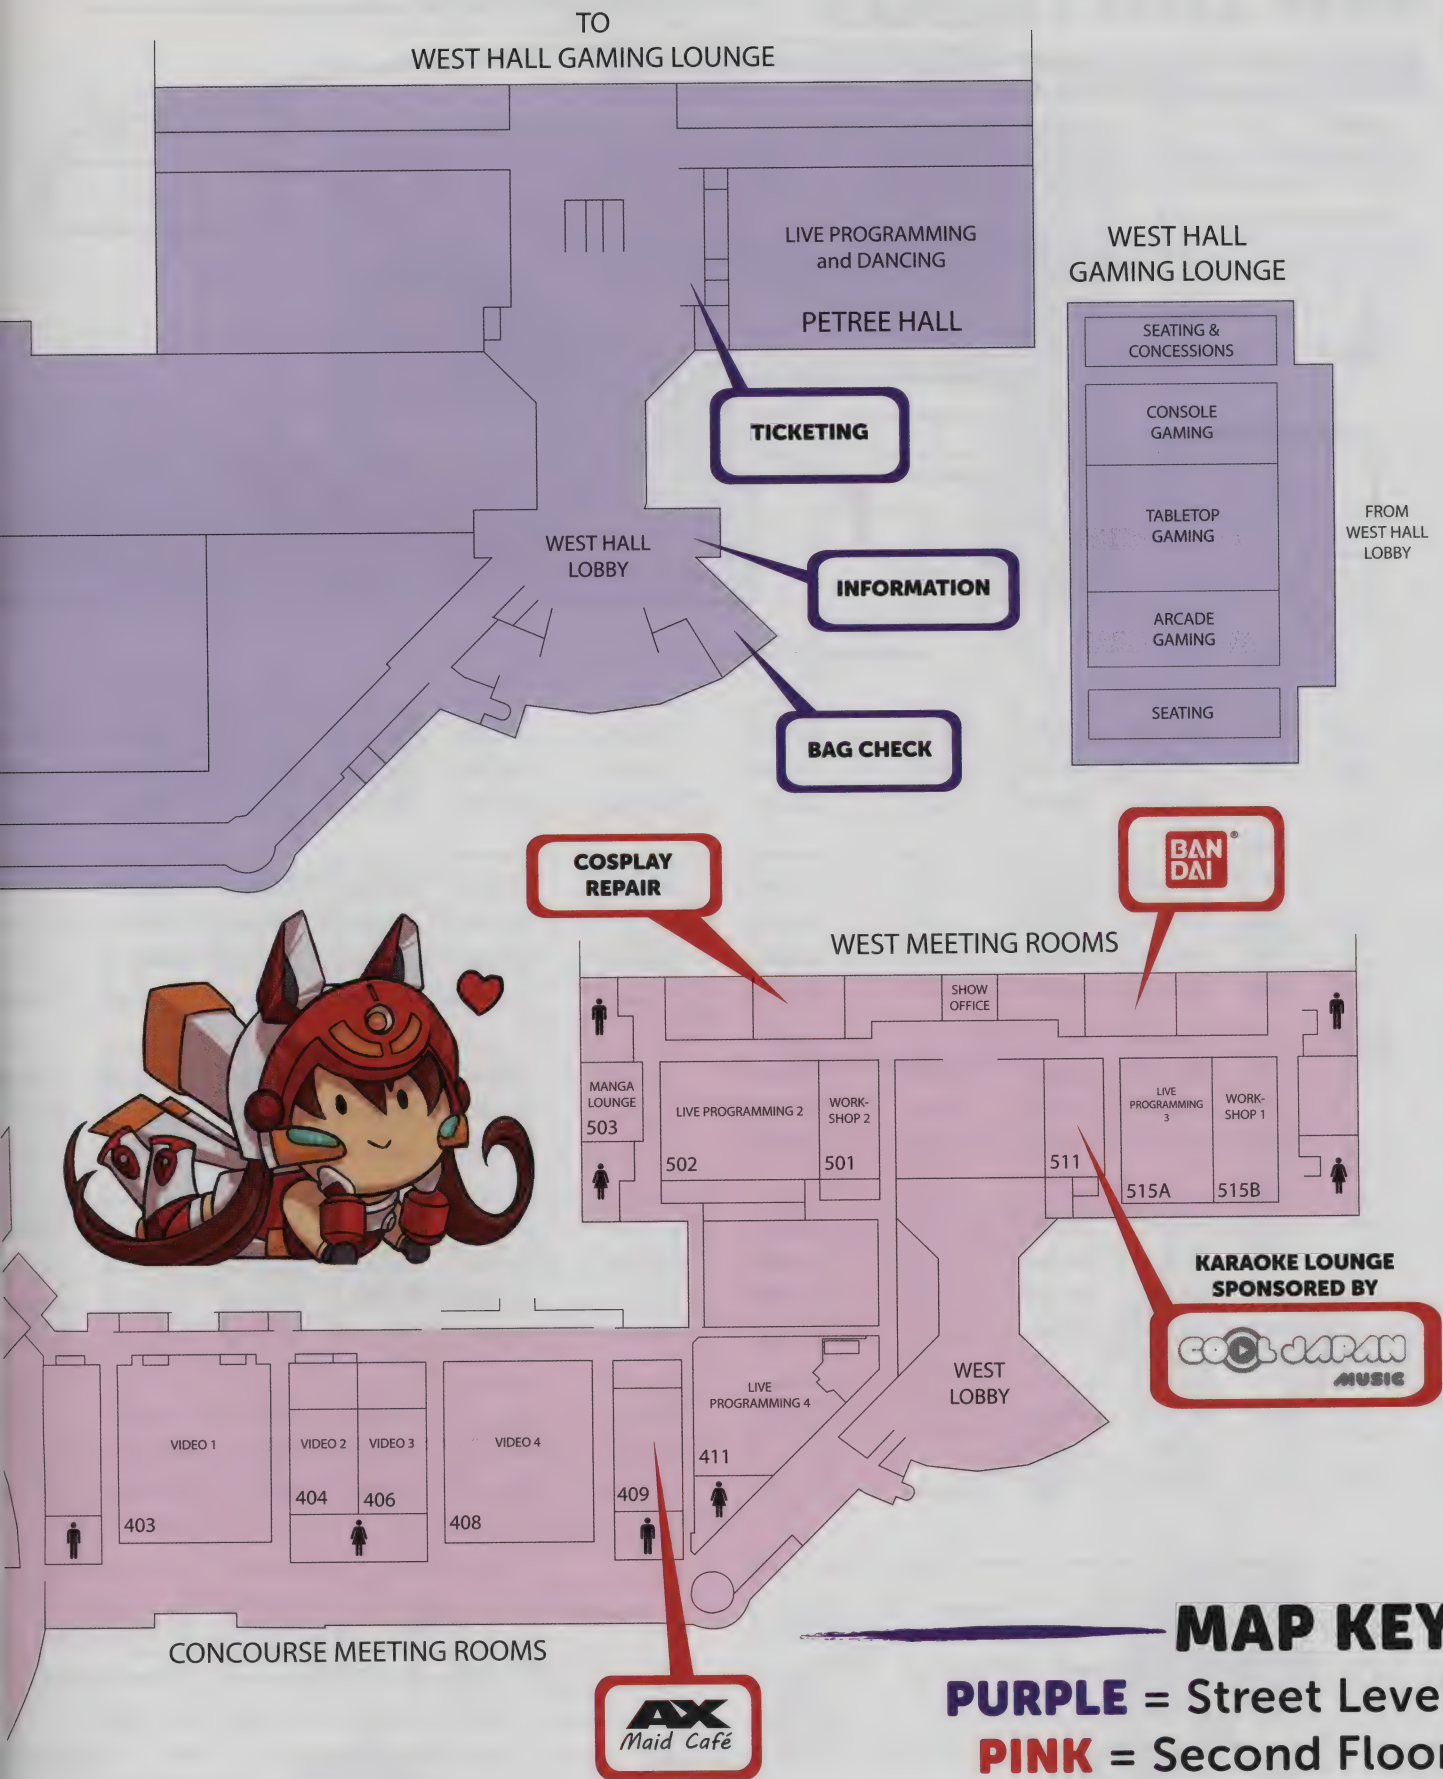 TO
WEST HALL GAMING LOUNGE
LIVE PROGRAMMING
and DANCING
PETREE HALL
WEST HALL
GAMING LOUNGE
SEATING &
CONCESSIONS
CONSOLE
GAMING
TABLETOP
GAMING
ARCADE
GAMING
SEATING
FROM
WEST HALL
LOBBY
TICKETING
WEST HALL
LOBBY
INFORMATION
BAG CHECK
COSPLAY
REPAIR
BAN
DAI
®
WEST MEETING ROOMS
SHOW
OFFICE
MANGA
LOUNGE
503
LIVE PROGRAMMING 2
502
WORK-
SHOP 2
501
511
LIVE
PROGRAMMING
3
515A
WORK-
SHOP 1
515B
KARAOKE LOUNGE
SPONSORED BY
COOL JAPAN
MUSIC
WEST
LOBBY
LIVE
PROGRAMMING 4
411
VIDEO 1
403
VIDEO 2
404
VIDEO 3
406
VIDEO 4
408
409
CONCOURSE MEETING ROOMS
AX
Maid Café
MAP KEY
PURPLE = Street Leve
PINK = Second Floor